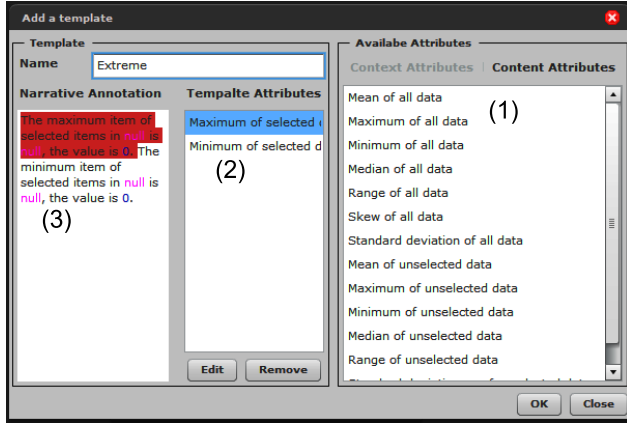 Add a template
Template
Name
Extreme
Narrative Annotation
The maximum item of
selected items in null is
null, the value is 0. The
minimum item of
selected items in null is
null, the value is 0.
(3)
Tempalte Attributes
Maximum of selected
Minimum of selected d
(2)
Edit
Remove
Availabe Attributes
Context Attributes
Content Attributes
Mean of all data
(1)
Maximum of all data
Minimum of all data
Median of all data
Range of all data
Skew of all data
Standard deviation of all data
Mean of unselected data
Maximum of unselected data
Minimum of unselected data
Median of unselected data
Range of unselected data
OK
Close